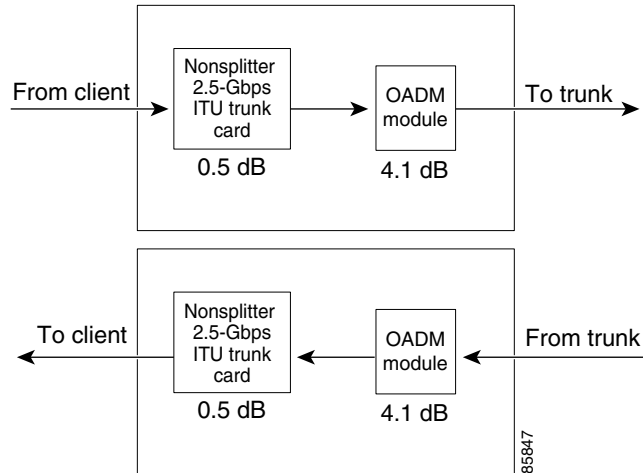 From client
Nonsplitter
2.5-Gbps
ITU trunk
card
0.5 dB
OADM
module
4.1 dB
To trunk
To client
Nonsplitter
2.5-Gbps
ITU trunk
card
0.5 dB
OADM
module
4.1 dB
From trunk
85847